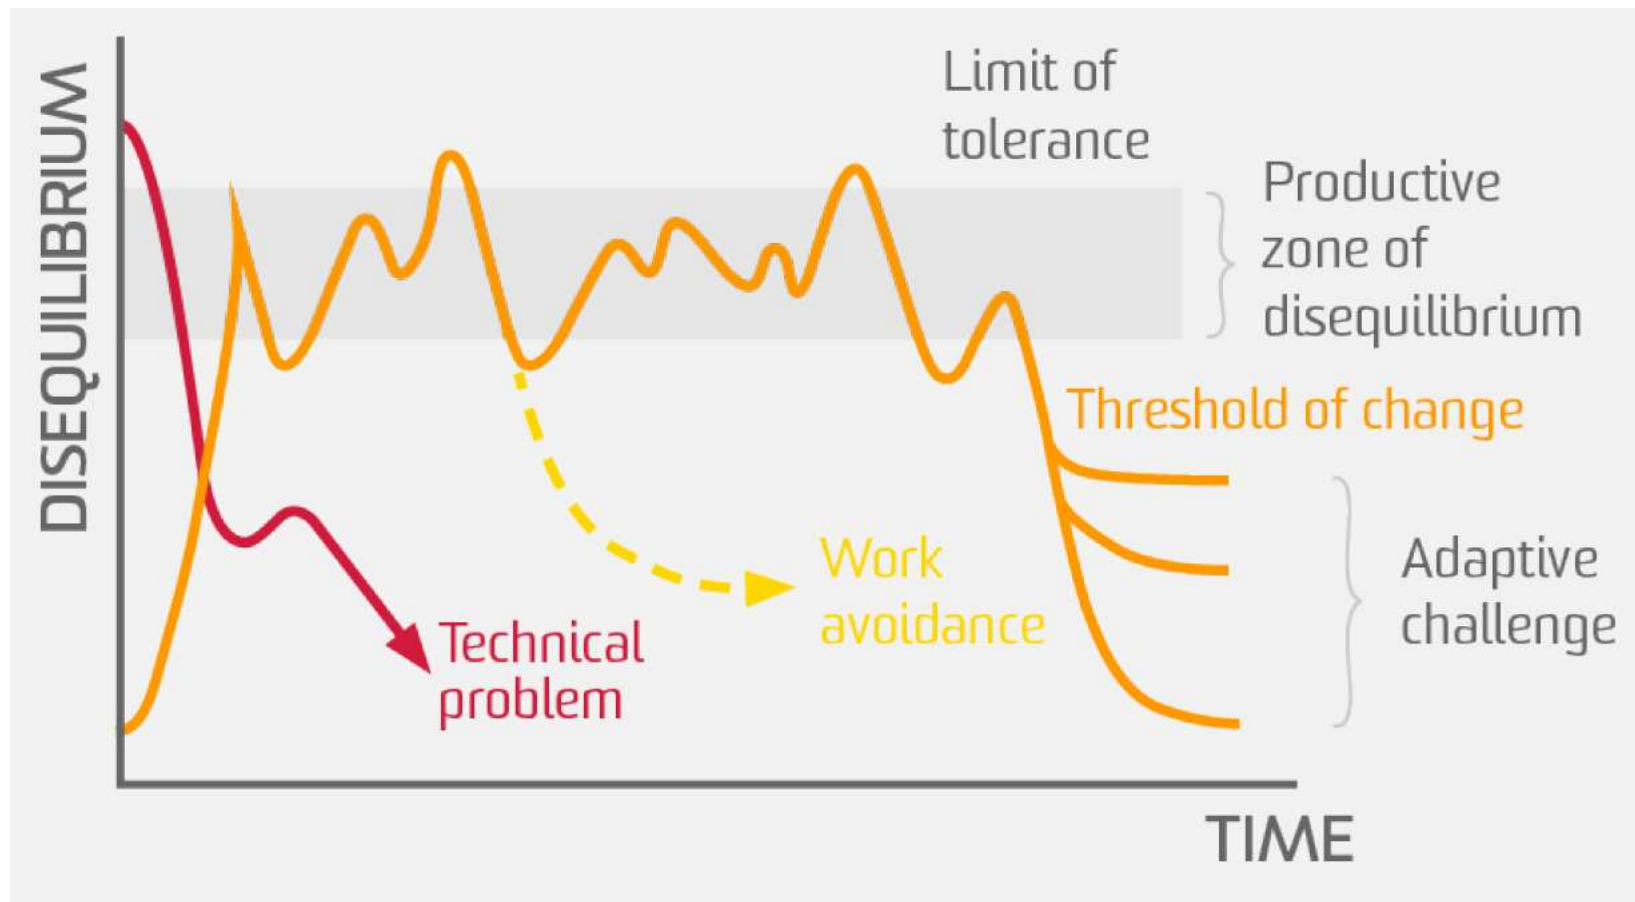 DISEQUILIBRIUM
Limit of
tolerance
Productive
zone of
disequilibrium
Threshold of change
Work
avoidance
Technical
problem
Adaptive
challenge
TIME